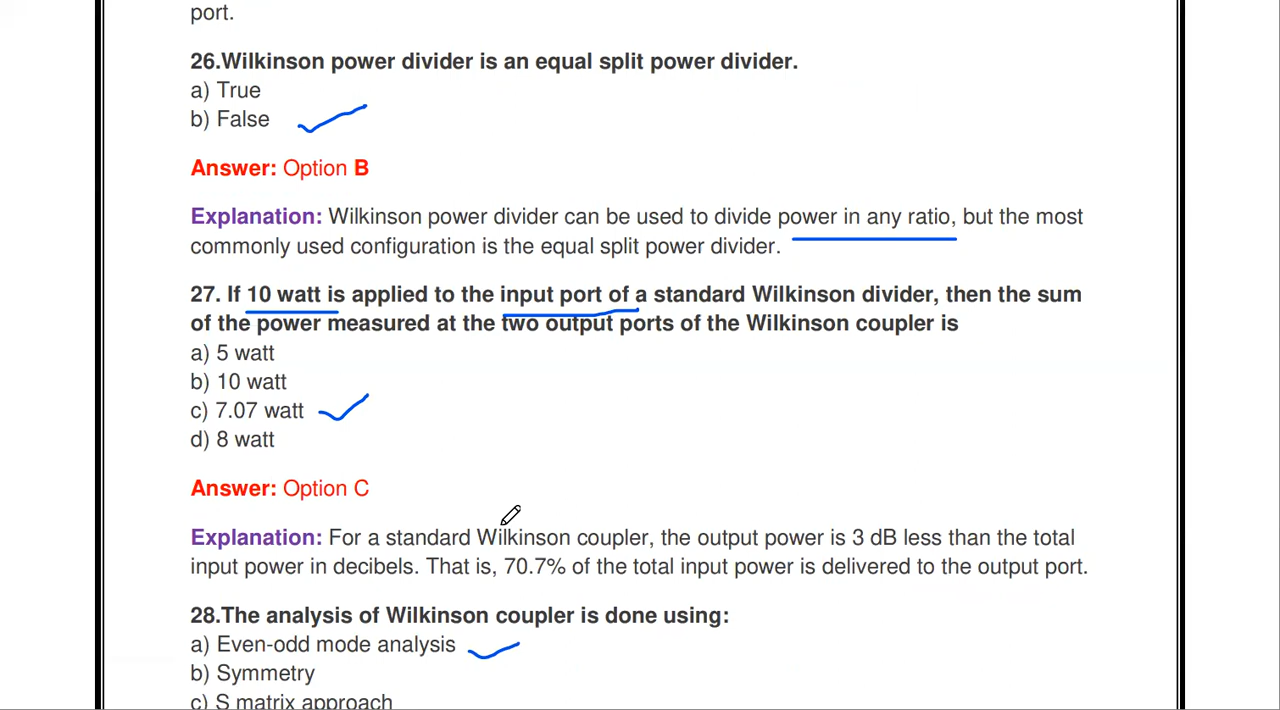 port.
26.Wilkinson power divider is an equal split power divider.
a) True
b) False
Answer: Option B
Explanation: Wilkinson power divider can be used to divide power in any ratio, but the most
commonly used configuration is the equal split power divider.
27. If 10 watt is applied to the input port of a standard Wilkinson divider, then the sum
of the power measured at the two output ports of the Wilkinson coupler is
a) 5 watt
b) 10 watt
c) 7.07 watt
d) 8 watt
Answer: Option C
Explanation: For a standard Wilkinson coupler, the output power is 3 dB less than the total
input power in decibels. That is, 70.7% of the total input power is delivered to the output port.
28.The analysis of Wilkinson coupler is done using:
a) Even-odd mode analysis
b) Symmetry
c) S matrix approach